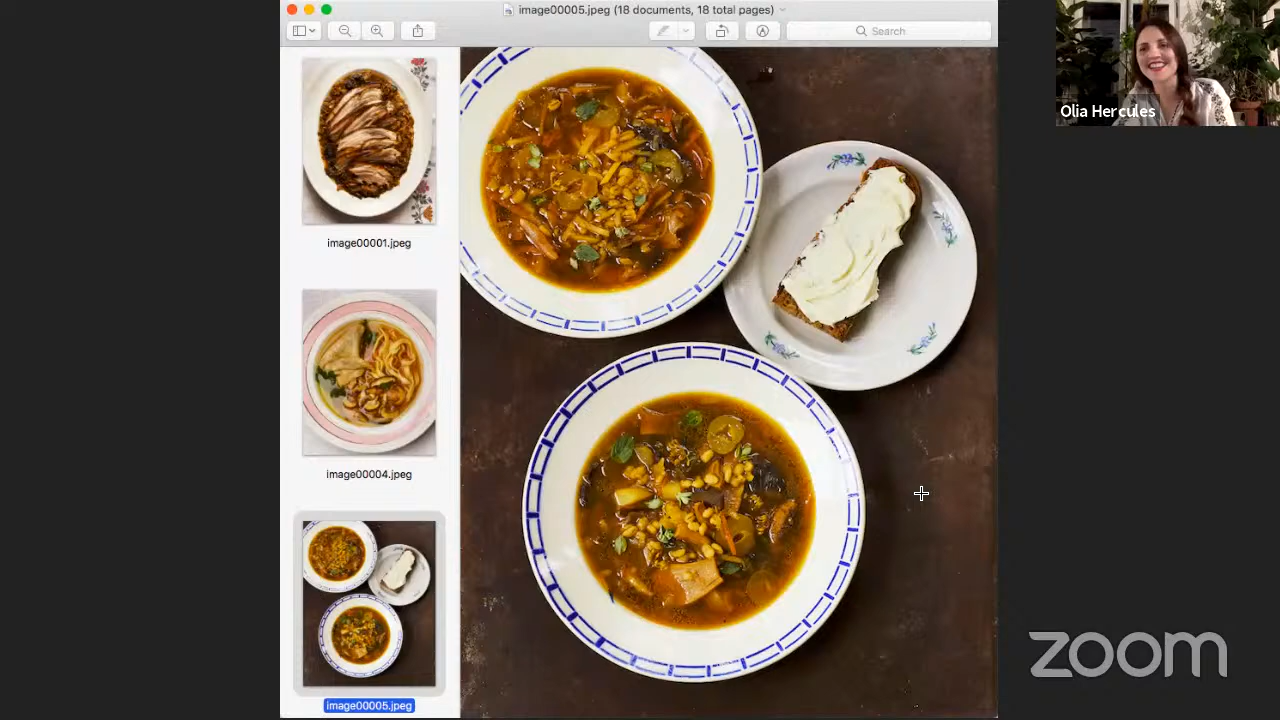 image00005.jpeg (18 documents, 18 total pages)
Search
Olia Hercules
image00001.jpeg
image00004.jpeg
image00005.jpeg
zoom